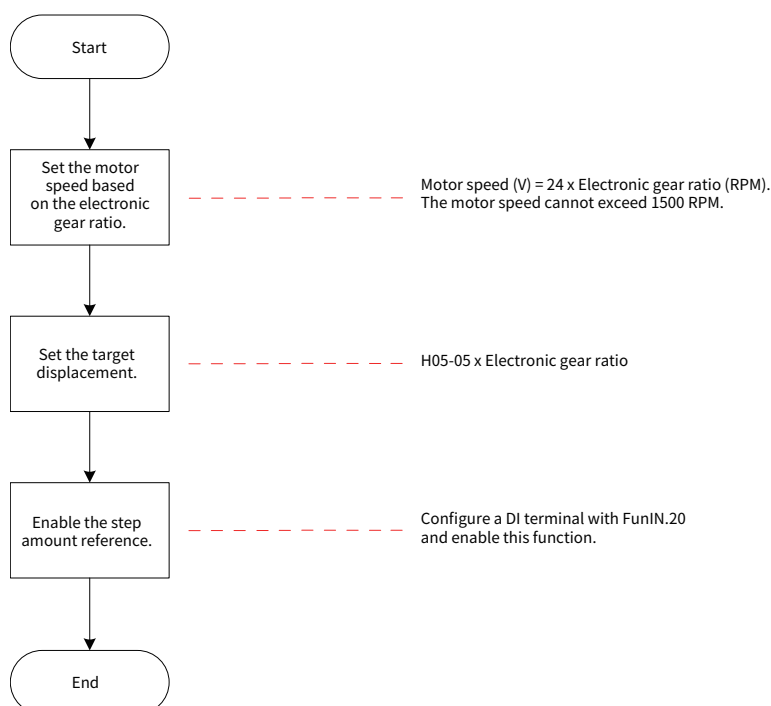 Start
Set the motor
speed based
on the electronic
gear ratio.
Motor speed (V) = 24 x Electronic gear ratio (RPM).
The motor speed cannot exceed 1500 RPM.
Set the target
displacement.
H05-05 x Electronic gear ratio
Enable the step
amount reference.
Configure a DI terminal with FunIN.20
and enable this function.
End